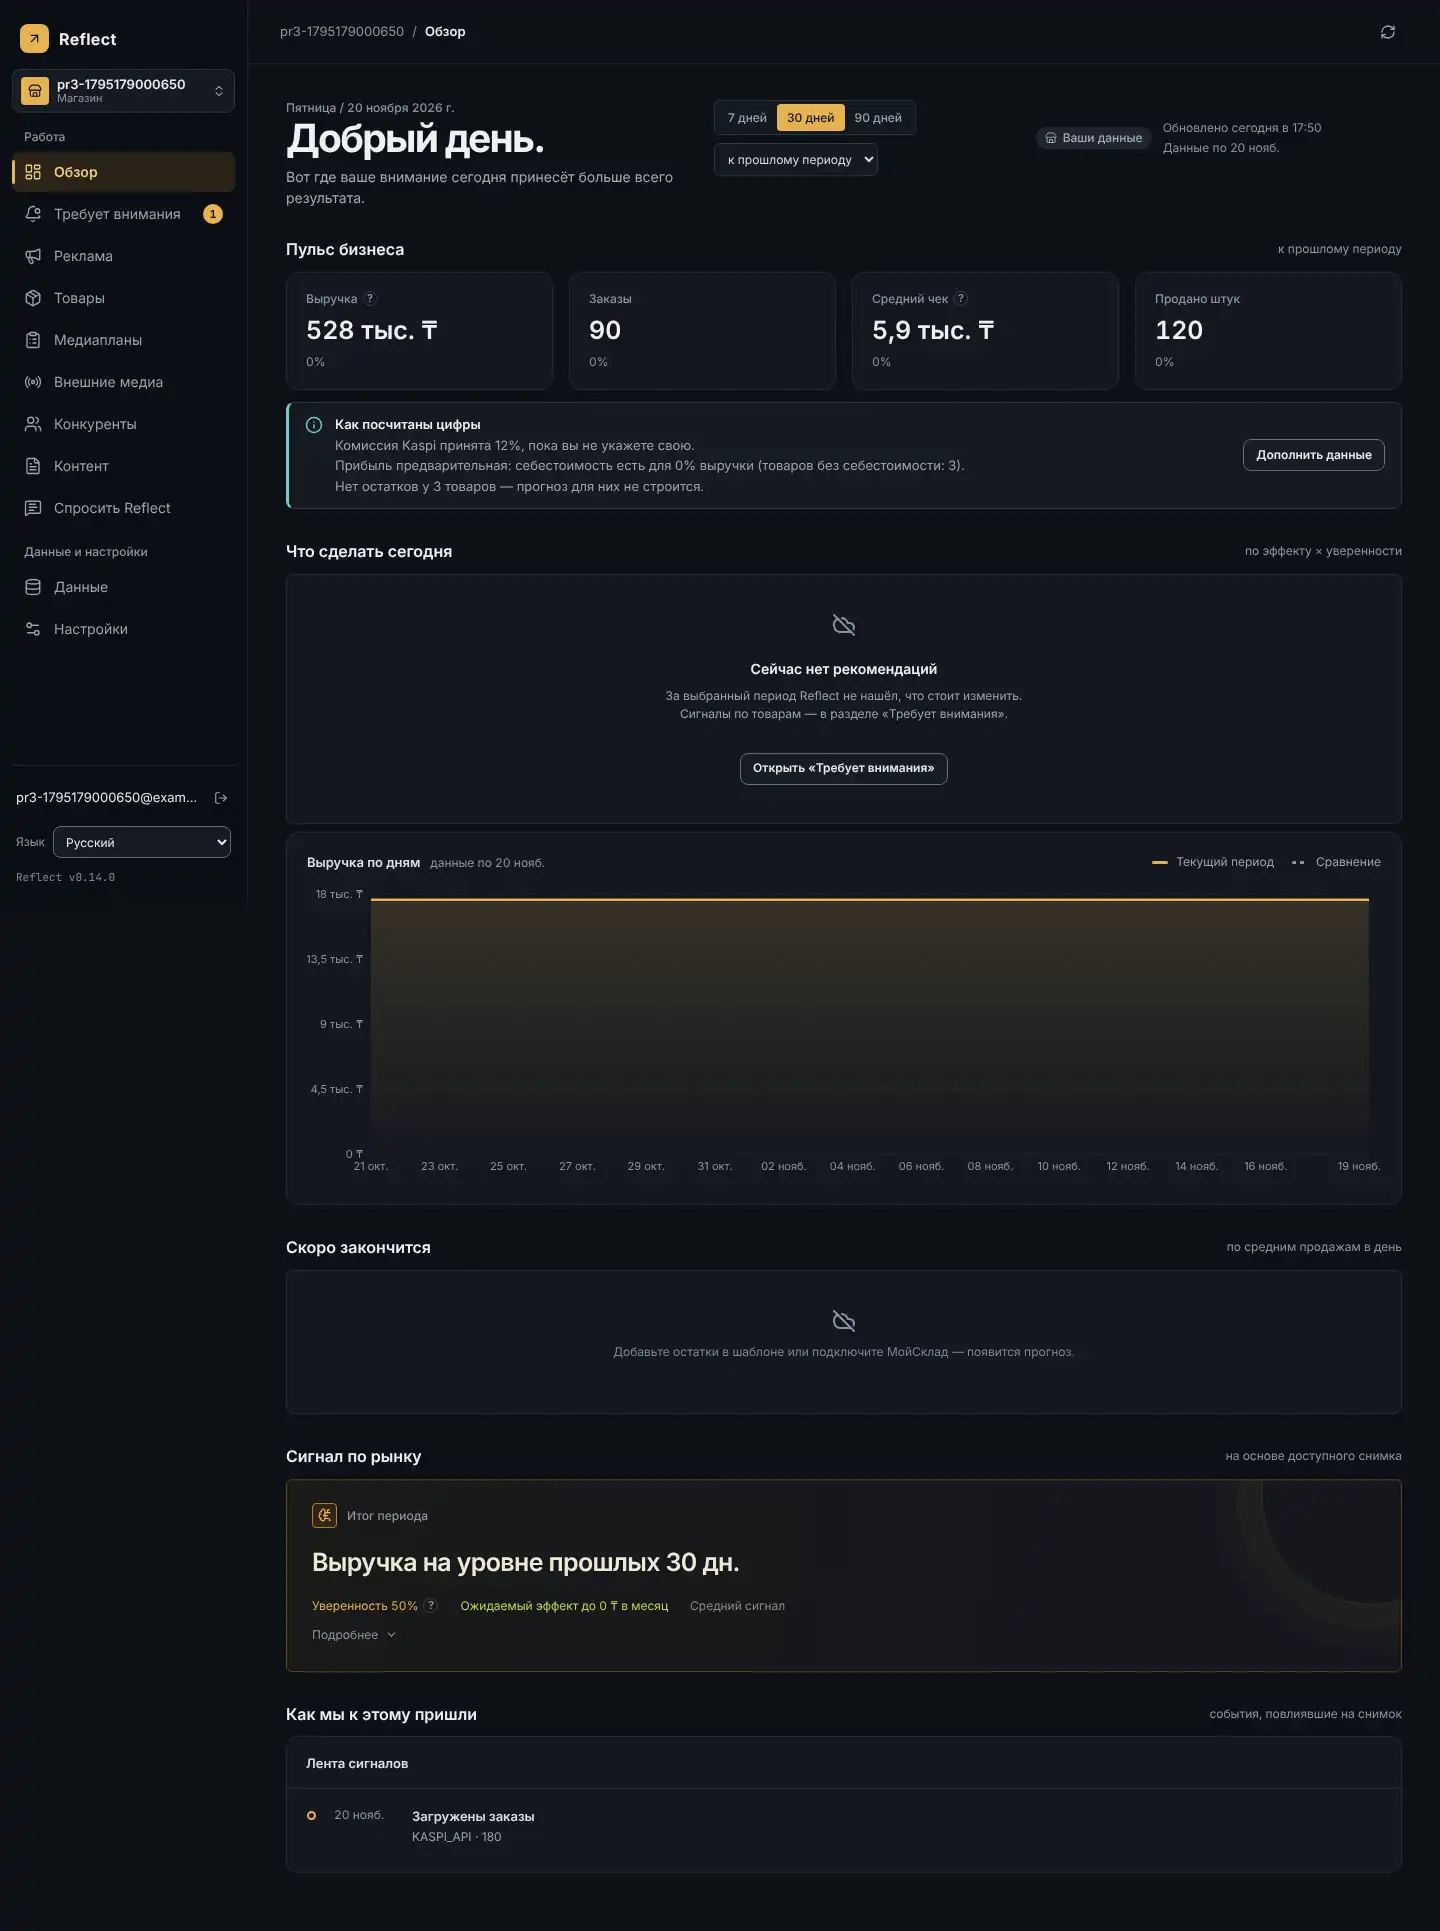 Reflect
pr3-1795179000650
Магазин
Работа
Обзор
Требует внимания 1
Реклама
Товары
Медиапланы
Внешние медиа
Конкуренты
Контент
Спросить Reflect
Данные и настройки
Данные
Настройки
pr3-1795179000650@exam...
Язык Русский
Reflect v0.14.0
pr3-1795179000650 / Обзор
Пятница / 20 ноября 2026 г.
Добрый день.
Вот где ваше внимание сегодня принесёт больше всего
результата.
7 дней 30 дней 90 дней
к прошлому периоду
Ваши данные
Обновлено сегодня в 17:50
Данные по 20 нояб.
Пульс бизнеса
к прошлому периоду
Выручка ?
528 тыс. ₸
0%
Заказы
90
0%
Средний чек ?
5,9 тыс. ₸
0%
Продано штук
120
0%
Как посчитаны цифры
Комиссия Kaspi принята 12%, пока вы не укажете свою.
Прибыль предварительная: себестоимость есть для 0% выручки (товаров без себестоимости: 3).
Нет остатков у 3 товаров — прогноз для них не строится.
Дополнить данные
Что сделать сегодня
по эффекту × уверенности
Сейчас нет рекомендаций
За выбранный период Reflect не нашёл, что стоит изменить.
Сигналы по товарам — в разделе «Требует внимания».
Открыть «Требует внимания»
Выручка по дням данные по 20 нояб.
Текущий период Сравнение
18 тыс. ₸
13,5 тыс. ₸
9 тыс. ₸
4,5 тыс. ₸
0 ₸
21 окт. 23 окт. 25 окт. 27 окт. 29 окт. 31 окт. 02 нояб. 04 нояб. 06 нояб. 08 нояб. 10 нояб. 12 нояб. 14 нояб. 16 нояб. 19 нояб.
Скоро закончится
по средним продажам в день
Добавьте остатки в шаблоне или подключите МойСклад — появится прогноз.
Сигнал по рынку
на основе доступного снимка
Итог периода
Выручка на уровне прошлых 30 дн.
Уверенность 50% ? Ожидаемый эффект до 0 ₸ в месяц Средний сигнал
Подробнее
Как мы к этому пришли
события, повлиявшие на снимок
Лента сигналов
20 нояб. Загружены заказы
KASPI_API · 180